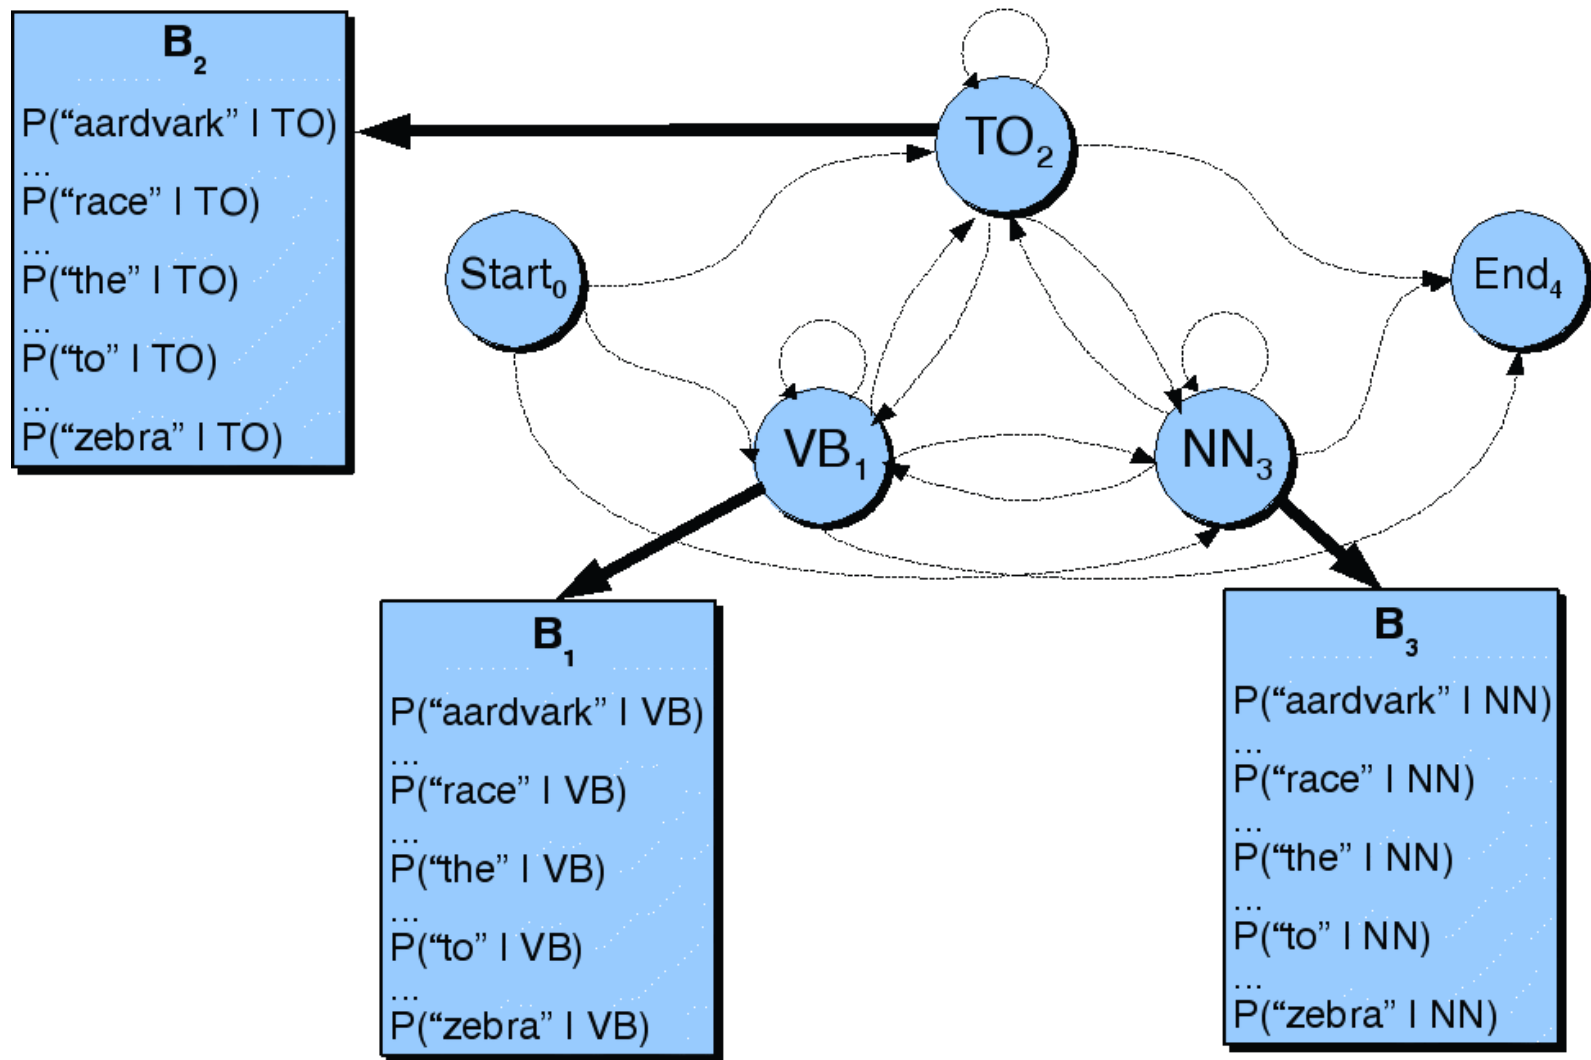 B₂
P(“aardvark” | TO)
...
P(“race” | TO)
...
P(“the” | TO)
...
P(“to” | TO)
...
P(“zebra” | TO)
TO₂
Start₀
End₄
VB₁
NN₃
B₁
P(“aardvark” | VB)
...
P(“race” | VB)
...
P(“the” | VB)
...
P(“to” | VB)
...
P(“zebra” | VB)
B₃
P(“aardvark” | NN)
...
P(“race” | NN)
...
P(“the” | NN)
...
P(“to” | NN)
...
P(“zebra” | NN)